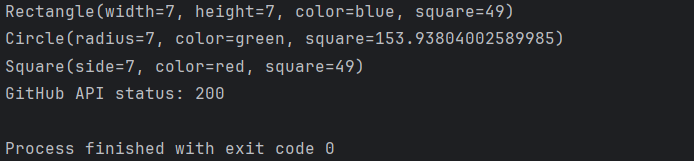 Rectangle(width=7, height=7, color=blue, square=49)
Circle(radius=7, color=green, square=153.93804002589985)
Square(side=7, color=red, square=49)
GitHub API status: 200
Process finished with exit code 0